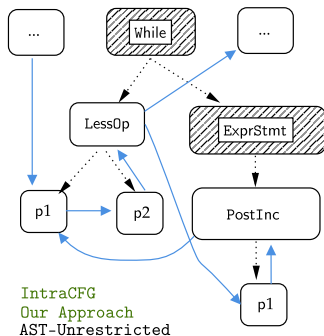 ...
While
...
LessOp
ExprStmt
p1
p2
PostInc
p1
IntraCFG
Our Approach
AST-Unrestricted